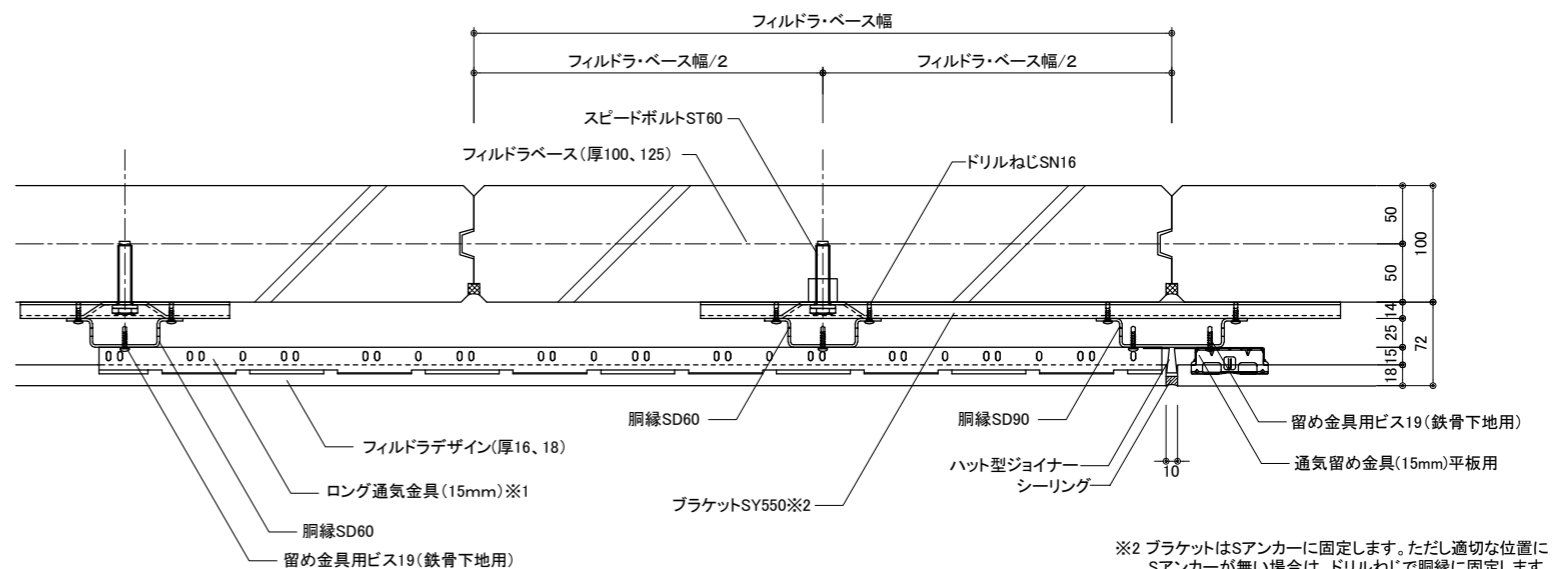 フィルドラ・ベース幅
フィルドラ・ベース幅/2
フィルドラ・ベース幅/2
スピードボルトST60
フィルドラベース(厚100、125)
ドリルねじSN16
50
50
100
14
25
15
18
72
胴縁SD60
胴縁SD90
留め金具用ビス19(鉄骨下地用)
フィルドラデザイン(厚16、18)
ハット型ジョイナー
通気留め金具(15mm)平板用
10
シーリング
ロング通気金具(15mm)※1
ブラケットSY550※2
胴縁SD60
留め金具用ビス19(鉄骨下地用)
※2 ブラケットはSアンカーに固定します。ただし適切な位置に
Sアンカーが無い場合は、ドリルねじで胴縁に固定します。